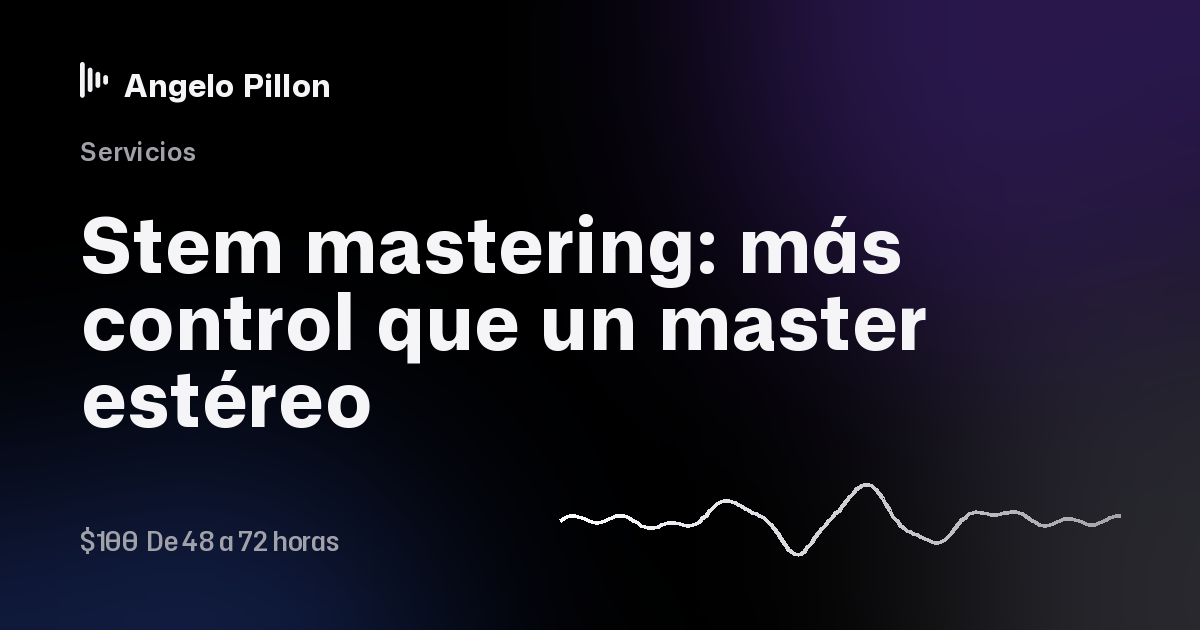 Angelo Pillon
Servicios
Stem mastering: más
control que un master
estéreo
$100 De 48 a 72 horas